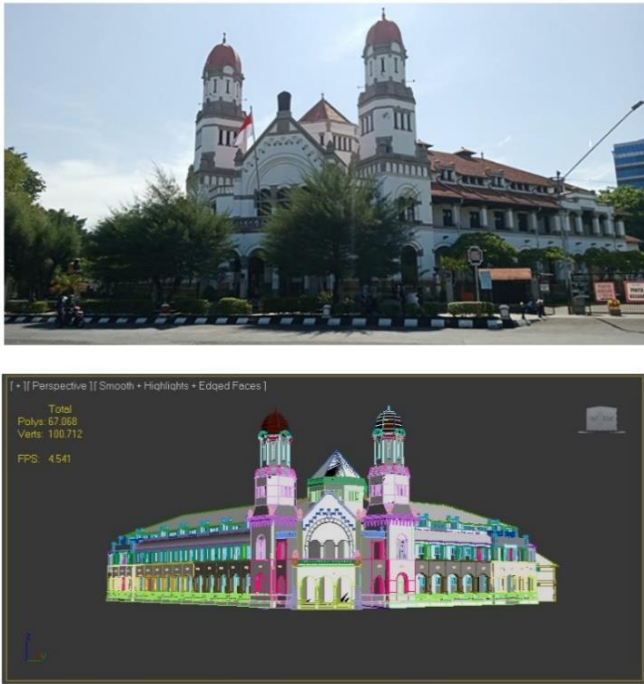 [ + ][ Perspective ][ Smooth + Highlights + Edged Faces ]
Total
Polys: 67.068
Verts: 100.712
FPS: 4.541